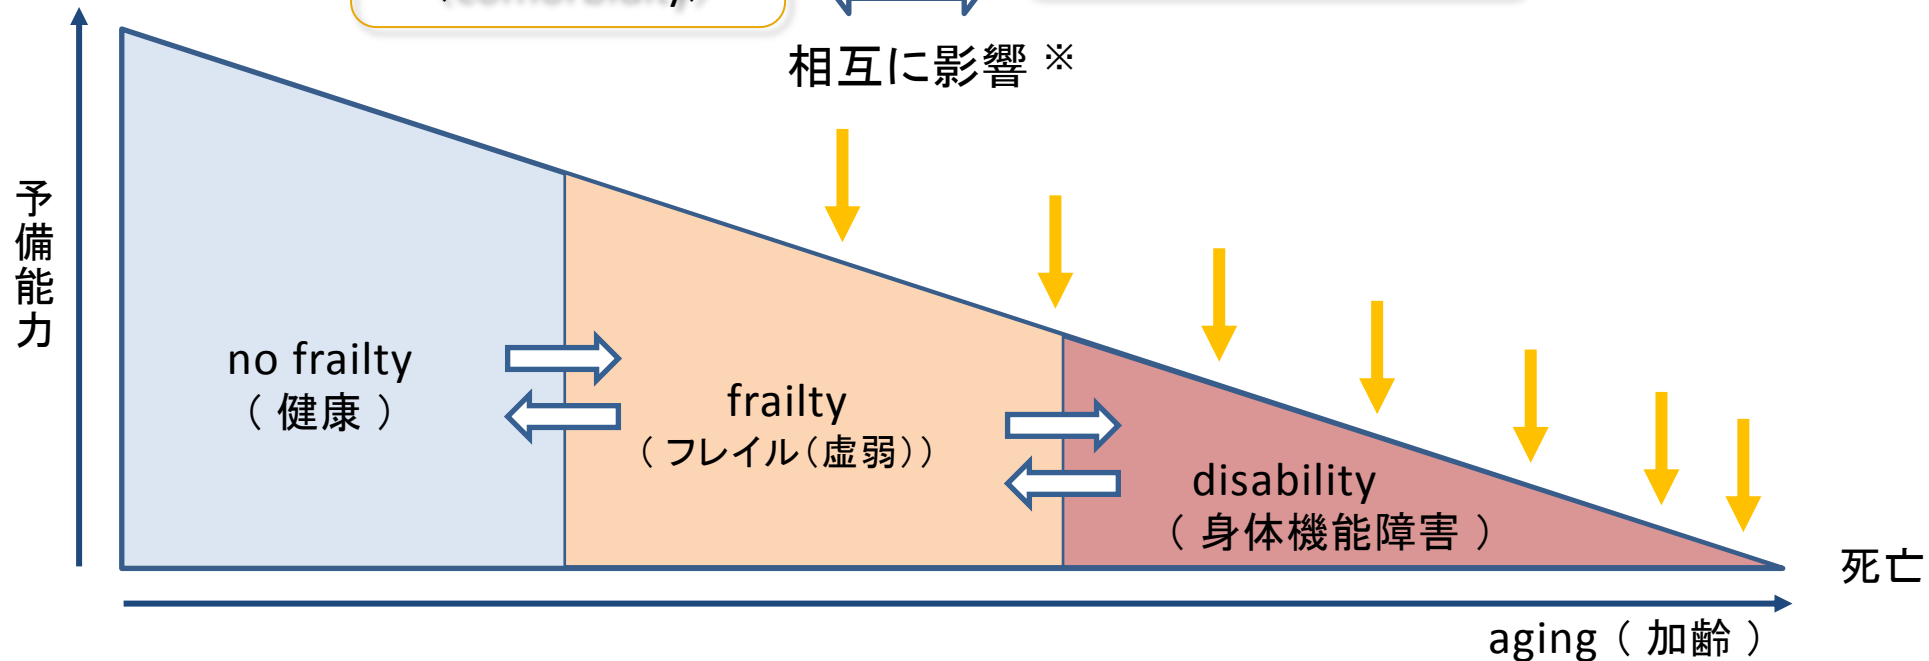 相互に影響 ※
予備能力
no frailty
（ 健康 ）
frailty
（ フレイル（虚弱））
disability
（ 身体機能障害 ）
死亡
aging （ 加齢 ）